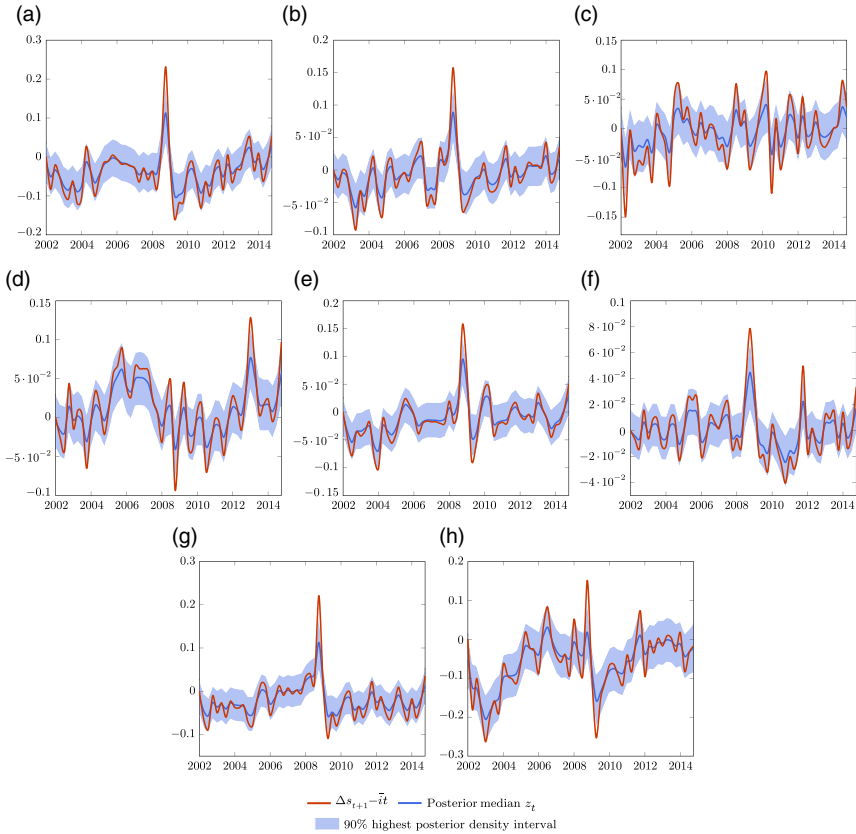 (a)
(b)
(c)
0.3
0.2
0.1
0
−0.1
−0.2
2002 2004 2006 2008 2010 2012 2014
0.2
0.15
0.1
5·10−2
0
−5·10−2
−0.1
2002 2004 2006 2008 2010 2012 2014
0.15
0.1
5·10−2
0
−5·10−2
−0.1
−0.15
2002 2004 2006 2008 2010 2012 2014
(d)
(e)
(f)
0.15
0.1
5·10−2
0
−5·10−2
−0.1
2002 2004 2006 2008 2010 2012 2014
0.2
0.15
0.1
5·10−2
0
−5·10−2
−0.1
−0.15
2002 2004 2006 2008 2010 2012 2014
0.1
8·10−2
6·10−2
4·10−2
2·10−2
0
−2·10−2
−4·10−2
2002 2004 2006 2008 2010 2012 2014
(g)
(h)
0.3
0.2
0.1
0
−0.1
2002 2004 2006 2008 2010 2012 2014
0.2
0.1
0
−0.1
−0.2
−0.3
2002 2004 2006 2008 2010 2012 2014
Δs_{t+1}−i̅t Posterior median z_t
90% highest posterior density interval